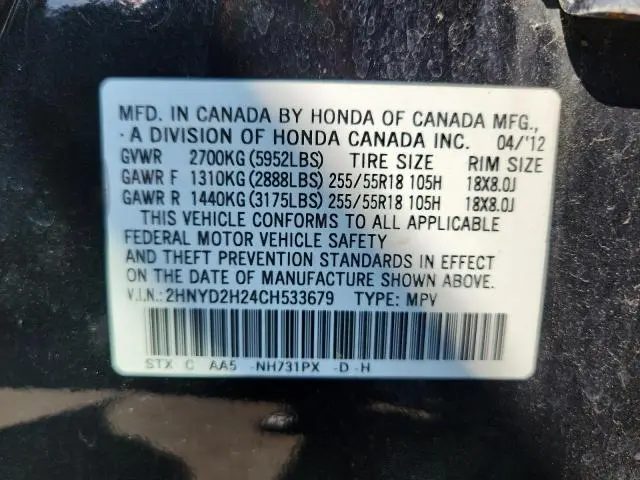 MFD. IN CANADA BY HONDA OF CANADA MFG.,
A DIVISION OF HONDA CANADA INC. 04/'12
GVWR 2700KG (5952LBS) TIRE SIZE RIM SIZE
GAWR F 1310KG (2888LBS) 255/55R18 105H 18X8.0J
GAWR R 1440KG (3175LBS) 255/55R18 105H 18X8.0J
THIS VEHICLE CONFORMS TO ALL APPLICABLE
FEDERAL MOTOR VEHICLE SAFETY
AND THEFT PREVENTION STANDARDS IN EFFECT
ON THE DATE OF MANUFACTURE SHOWN ABOVE.
V.I.N.: 2HNYD2H24CH533679 TYPE: MPV
STX C AA5 -NH731PX -D -H